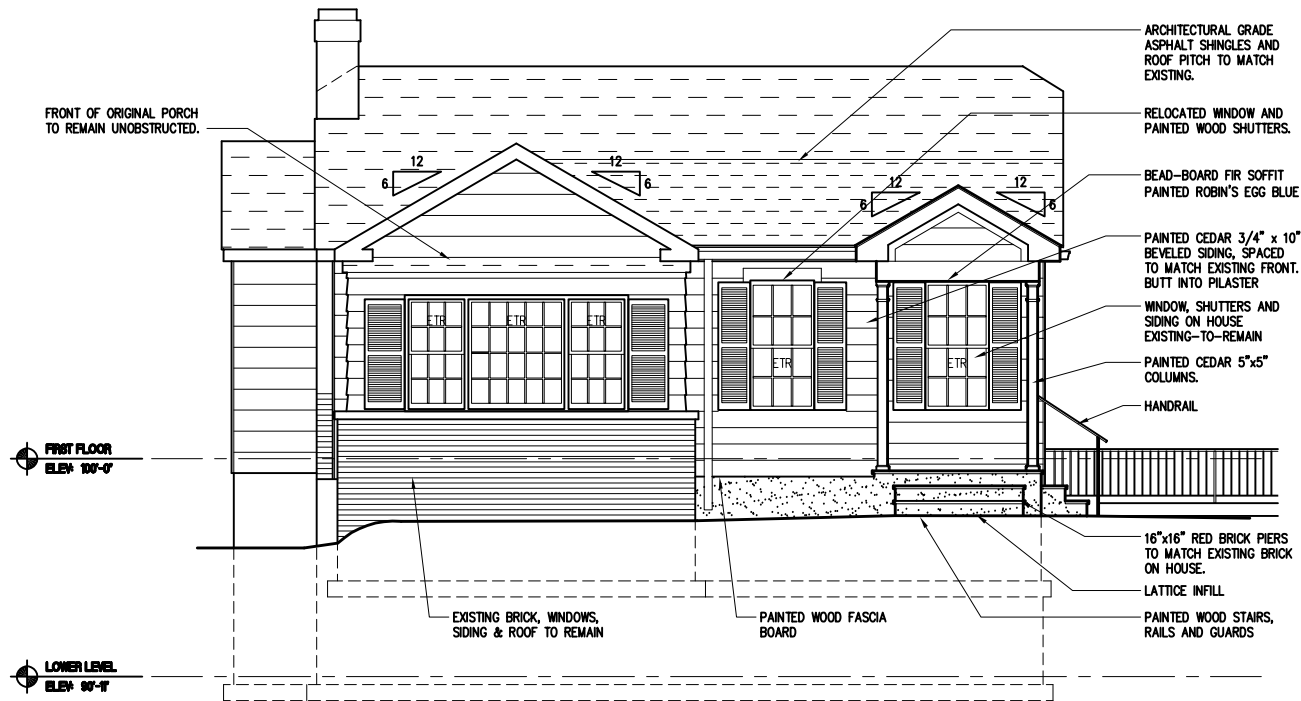 ARCHITECTURAL GRADE
ASPHALT SHINGLES AND
ROOF PITCH TO MATCH
EXISTING.
FRONT OF ORIGINAL PORCH
TO REMAIN UNOBSTRUCTED.
RELOCATED WINDOW AND
PAINTED WOOD SHUTTERS.
12
6
12
6
12
6
12
6
BEAD-BOARD FIR SOFFIT
PAINTED ROBIN'S EGG BLUE
PAINTED CEDAR 3/4" x 10"
BEVELED SIDING, SPACED
TO MATCH EXISTING FRONT.
BUTT INTO PILASTER
ETR
ETR
ETR
ETR
ETR
WINDOW, SHUTTERS AND
SIDING ON HOUSE
EXISTING-TO-REMAIN
PAINTED CEDAR 5"x5"
COLUMNS.
HANDRAIL
FIRST FLOOR
ELEV: 100'-0"
16"x16" RED BRICK PIERS
TO MATCH EXISTING BRICK
ON HOUSE.
LATTICE INFILL
EXISTING BRICK, WINDOWS,
SIDING & ROOF TO REMAIN
PAINTED WOOD FASCIA
BOARD
PAINTED WOOD STAIRS,
RAILS AND GUARDS
LOWER LEVEL
ELEV: